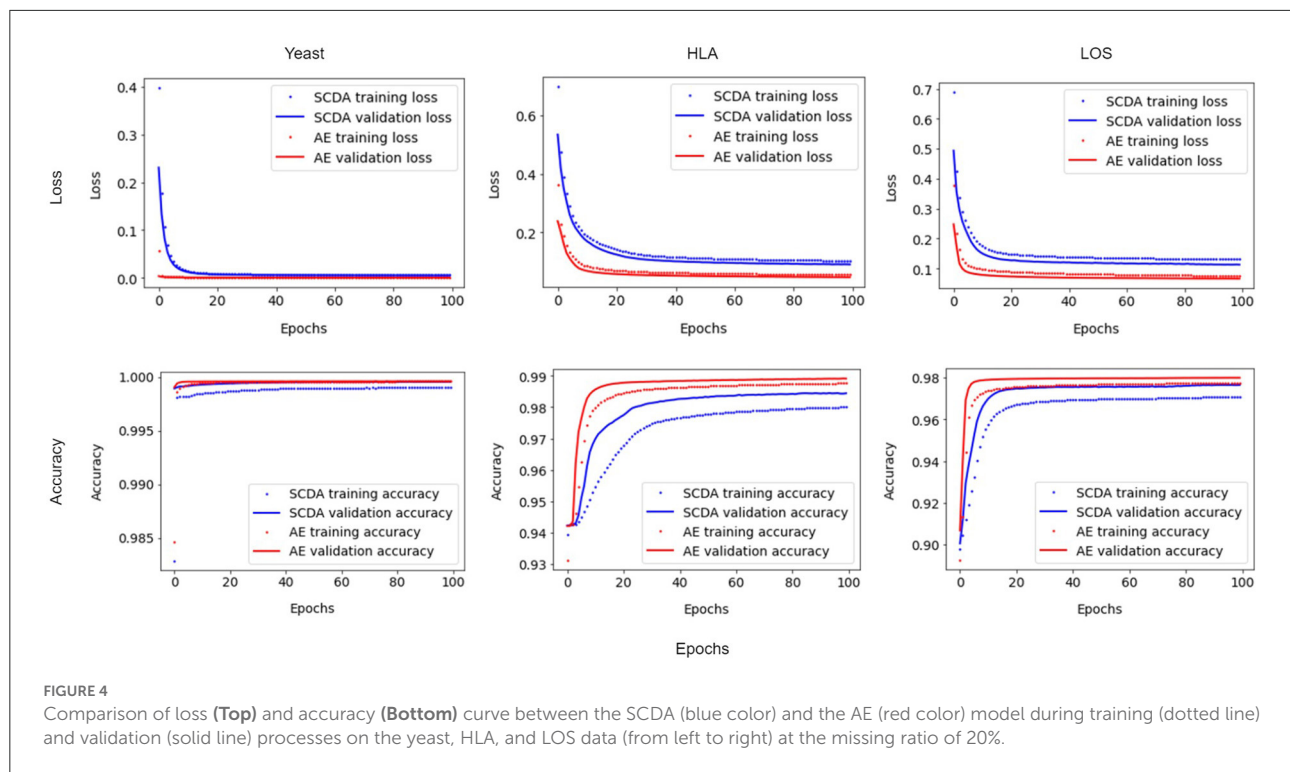 Yeast
HLA
LOS
Loss
Loss
0.4
0.3
0.2
0.1
0.0
SCDA training loss
SCDA validation loss
AE training loss
AE validation loss
0 20 40 60 80 100
Epochs
Loss
0.6
0.4
0.2
SCDA training loss
SCDA validation loss
AE training loss
AE validation loss
0 20 40 60 80 100
Epochs
Loss
0.7
0.6
0.5
0.4
0.3
0.2
0.1
SCDA training loss
SCDA validation loss
AE training loss
AE validation loss
0 20 40 60 80 100
Epochs
Accuracy
Accuracy
1.000
0.995
0.990
0.985
SCDA training accuracy
SCDA validation accuracy
AE training accuracy
AE validation accuracy
0 20 40 60 80 100
Epochs
Accuracy
0.99
0.98
0.97
0.96
0.95
0.94
0.93
SCDA training accuracy
SCDA validation accuracy
AE training accuracy
AE validation accuracy
0 20 40 60 80 100
Epochs
Accuracy
0.98
0.96
0.94
0.92
0.90
SCDA training accuracy
SCDA validation accuracy
AE training accuracy
AE validation accuracy
0 20 40 60 80 100
Epochs
Epochs
FIGURE 4
Comparison of loss (Top) and accuracy (Bottom) curve between the SCDA (blue color) and the AE (red color) model during training (dotted line)
and validation (solid line) processes on the yeast, HLA, and LOS data (from left to right) at the missing ratio of 20%.